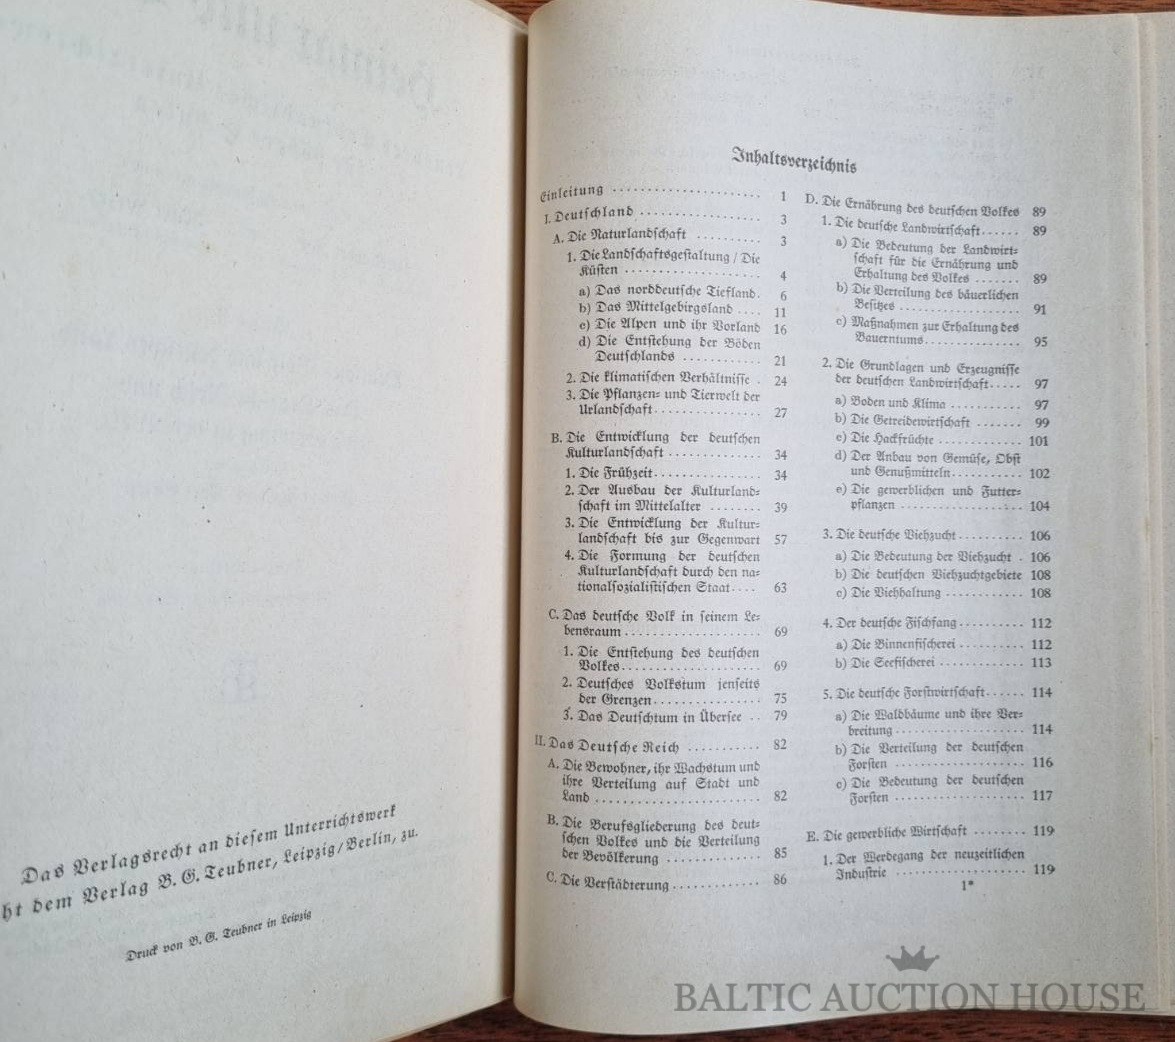 Das Verlagsrecht an diesem Unterrichtswerk
ht dem Verlag B. G. Teubner, Leipzig/Berlin, zu.
Druck von B. G. Teubner in Leipzig
Inhaltsverzeichnis
Einleitung . . . . . . . . 1
I. Deutschland . . . . . . . . 3
A. Die Naturlandschaft . . . . . . . . 3
1. Die Landschaftsgestaltung / Die
Küsten . . . . . . . . 4
a) Das norddeutsche Tiefland. 6
b) Das Mittelgebirgsland . . . . 11
c) Die Alpen und ihr Vorland 16
d) Die Entstehung der Böden
Deutschlands . . . . . . . . 21
2. Die klimatischen Verhältnisse . 24
3. Die Pflanzen- und Tierwelt der
Urlandschaft . . . . . . . . 27
B. Die Entwicklung der deutschen
Kulturlandschaft . . . . . . . . 34
1. Die Frühzeit . . . . . . . . 34
2. Der Ausbau der Kulturland-
schaft im Mittelalter . . . . . . . . 39
3. Die Entwicklung der Kultur-
landschaft bis zur Gegenwart 57
4. Die Formung der deutschen
Kulturlandschaft durch den na-
tionalsozialistischen Staat . . . . 63
C. Das deutsche Volk in seinem Le-
bensraum . . . . . . . . 69
1. Die Entstehung des deutschen
Volkes . . . . . . . . 69
2. Deutsches Volkstum jenseits
der Grenzen . . . . . . . . 75
3. Das Deutschtum in Übersee . . 79
II. Das Deutsche Reich . . . . . . . . 82
A. Die Bewohner, ihr Wachstum und
ihre Verteilung auf Stadt und
Land . . . . . . . . 82
B. Die Berufsgliederung des deut-
schen Volkes und die Verteilung
der Bevölkerung . . . . . . . . 85
C. Die Verstädterung . . . . . . . . 86
D. Die Ernährung des deutschen Volkes 89
1. Die deutsche Landwirtschaft . . . . . . 89
a) Die Bedeutung der Landwirt-
schaft für die Ernährung und
Erhaltung des Volkes . . . . . . . 89
b) Die Verteilung des bäuerlichen
Besitzes . . . . . . . . 91
c) Maßnahmen zur Erhaltung des
Bauerntums . . . . . . . . 95
2. Die Grundlagen und Erzeugnisse
der deutschen Landwirtschaft . . . . . 97
a) Boden und Klima . . . . . . . . 97
b) Die Getreidewirtschaft . . . . . . . 99
c) Die Hackfrüchte . . . . . . . . 101
d) Der Anbau von Gemüse, Obst
und Genußmitteln . . . . . . . . 102
e) Die gewerblichen und Futter-
pflanzen . . . . . . . . 104
3. Die deutsche Viehzucht . . . . . . . . 106
a) Die Bedeutung der Viehzucht . 106
b) Die deutschen Viehzuchtgebiete 108
c) Die Viehhaltung . . . . . . . . 108
4. Der deutsche Fischfang . . . . . . . . 112
a) Die Binnenfischerei . . . . . . . . 112
b) Die Seefischerei . . . . . . . . 113
5. Die deutsche Forstwirtschaft . . . . . . 114
a) Die Waldbäume und ihre Ver-
breitung . . . . . . . . 114
b) Die Verteilung der deutschen
Forsten . . . . . . . . 116
c) Die Bedeutung der deutschen
Forsten . . . . . . . . 117
E. Die gewerbliche Wirtschaft . . . . . . . . 119
1. Der Werdegang der neuzeitlichen
Industrie . . . . . . . . 119
1*
BALTIC AUCTION HOUSE